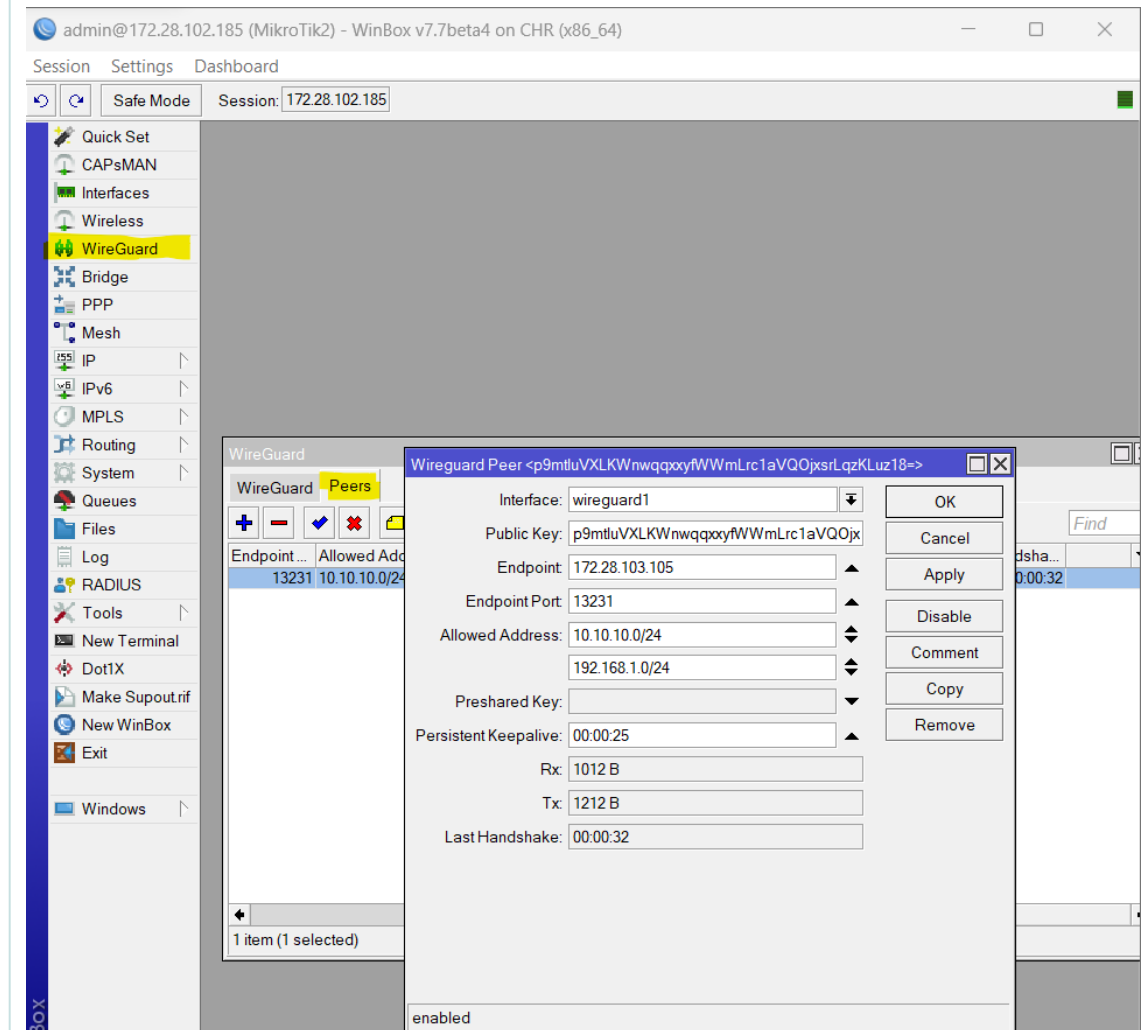 admin@172.28.102.185 (MikroTik2) - WinBox v7.7beta4 on CHR (x86_64)
Session Settings Dashboard
Safe Mode Session: 172.28.102.185
Quick Set
CAPsMAN
Interfaces
Wireless
WireGuard
Bridge
PPP
Mesh
IP
IPv6
MPLS
Routing
System
Queues
Files
Log
RADIUS
Tools
New Terminal
Dot1X
Make Supout.rif
New WinBox
Exit
Windows
WireGuard
WireGuard Peers
Find
Endpoint ... Allowed Add dsha...
13231 10.10.10.0/24 0:00:32
1 item (1 selected)
Wireguard Peer <p9mtluVXLKWnwqqxxyfWWmLrc1aVQOjxsrLqzKLuz18=>
Interface: wireguard1
Public Key: p9mtluVXLKWnwqqxxyfWWmLrc1aVQOjx
Endpoint: 172.28.103.105
Endpoint Port: 13231
Allowed Address: 10.10.10.0/24
192.168.1.0/24
Preshared Key:
Persistent Keepalive: 00:00:25
Rx: 1012 B
Tx: 1212 B
Last Handshake: 00:00:32
OK
Cancel
Apply
Disable
Comment
Copy
Remove
enabled
Box